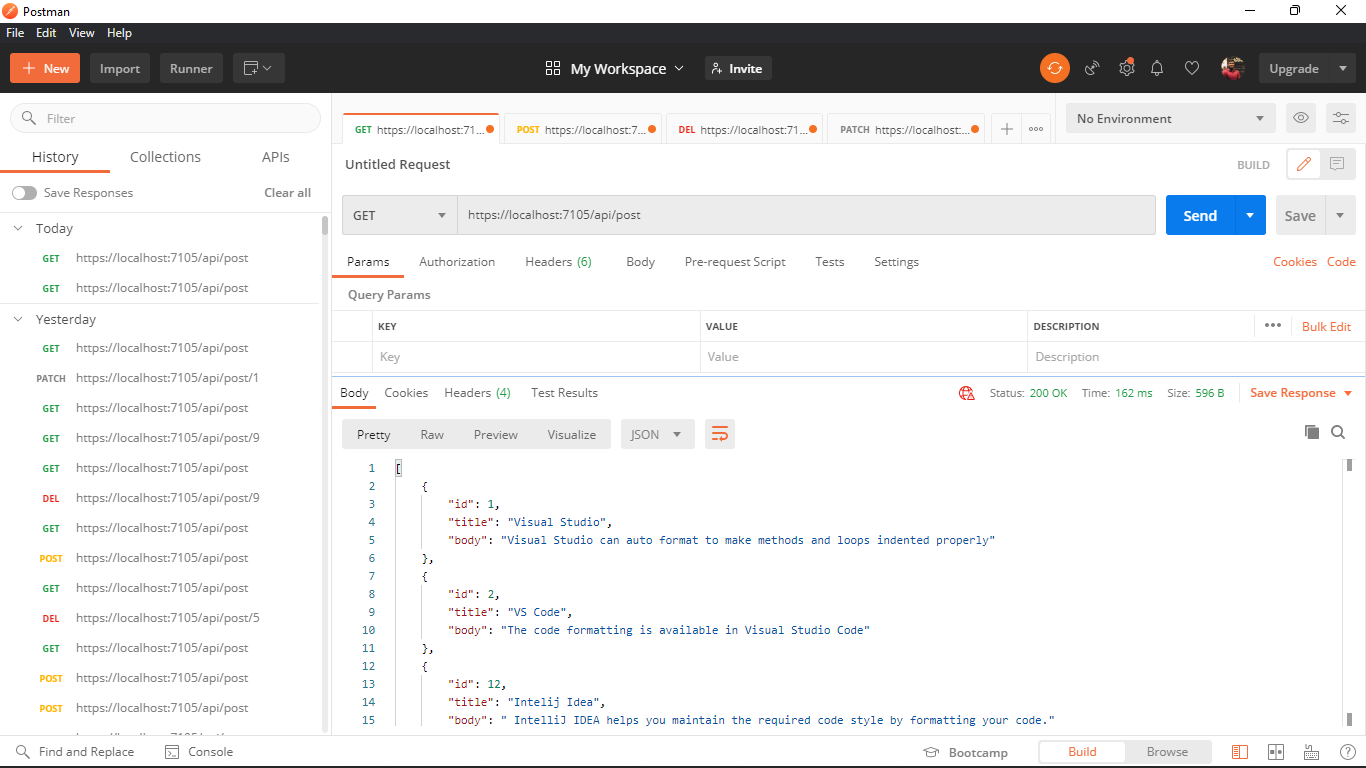 Postman
File Edit View Help
New Import Runner My Workspace Invite Upgrade
Filter
History Collections APIs
Save Responses Clear all
Today
GET https://localhost:7105/api/post
GET https://localhost:7105/api/post
Yesterday
GET https://localhost:7105/api/post
PATCH https://localhost:7105/api/post/1
GET https://localhost:7105/api/post
GET https://localhost:7105/api/post/9
GET https://localhost:7105/api/post
DEL https://localhost:7105/api/post/9
GET https://localhost:7105/api/post
POST https://localhost:7105/api/post
GET https://localhost:7105/api/post
DEL https://localhost:7105/api/post/5
GET https://localhost:7105/api/post
POST https://localhost:7105/api/post
POST https://localhost:7105/api/post
GET https://localhost:71... POST https://localhost:7... DEL https://localhost:71... PATCH https://localhost:... No Environment
Untitled Request BUILD
GET https://localhost:7105/api/post Send Save
Params Authorization Headers (6) Body Pre-request Script Tests Settings Cookies Code
Query Params
KEY VALUE DESCRIPTION Bulk Edit
Key Value Description
Body Cookies Headers (4) Test Results Status: 200 OK Time: 162 ms Size: 596 B Save Response
Pretty Raw Preview Visualize JSON
1 [
2 {
3 "id": 1,
4 "title": "Visual Studio",
5 "body": "Visual Studio can auto format to make methods and loops indented properly"
6 },
7 {
8 "id": 2,
9 "title": "VS Code",
10 "body": "The code formatting is available in Visual Studio Code"
11 },
12 {
13 "id": 12,
14 "title": "Intelij Idea",
15 "body": " IntelliJ IDEA helps you maintain the required code style by formatting your code."
Find and Replace Console Bootcamp Build Browse